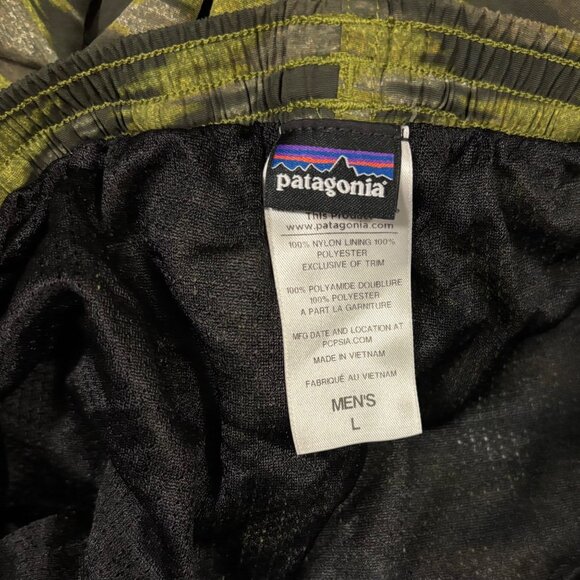 patagonia®
This Product
www.patagonia.com
100% NYLON LINING 100%
POLYESTER
EXCLUSIVE OF TRIM
100% POLYAMIDE DOUBLURE
100% POLYESTER
A PART LA GARNITURE
MFG DATE AND LOCATION AT
PCPSIA.COM
MADE IN VIETNAM
FABRIQUÉ AU VIETNAM
MEN'S
L